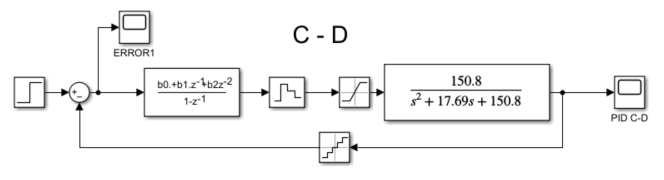 C - D
ERROR1
b0.+b1.z⁻¹+b2z⁻²
1-z⁻¹
150.8
s² + 17.69s + 150.8
PID C-D